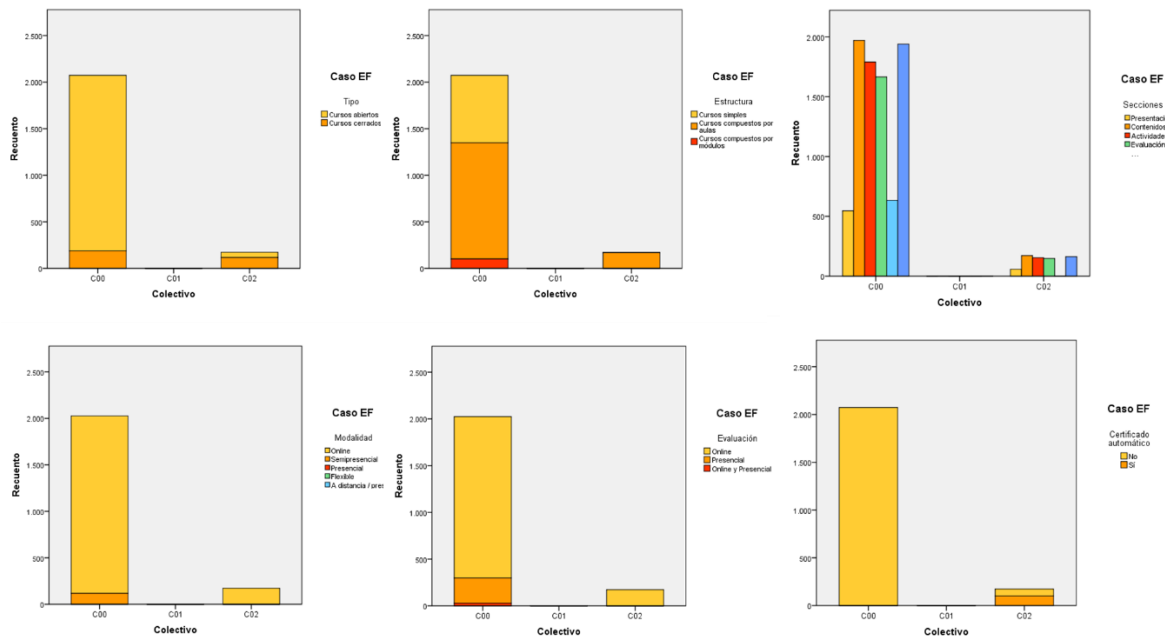 2.500
2.000
1.500
1.000
500
0
Recuento
C00
C01
C02
Colectivo
Caso EF
Tipo
Cursos abiertos
Cursos cerrados
2.500
2.000
1.500
1.000
500
0
Recuento
C00
C01
C02
Colectivo
Caso EF
Estructura
Cursos simples
Cursos compuestos por
aulas
Cursos compuestos por
módulos
2.000
1.500
1.000
500
0
Recuento
C00
C01
C02
Colectivo
Caso EF
Secciones
Presentaci
Contenidos
Actividades
Evaluación
...
2.500
2.000
1.500
1.000
500
0
Recuento
C00
C01
C02
Colectivo
Caso EF
Modalidad
Online
Semipresencial
Presencial
Flexible
A distancia / pres
2.500
2.000
1.500
1.000
500
0
Recuento
C00
C01
C02
Colectivo
Caso EF
Evaluación
Online
Presencial
Online y Presencial
2.500
2.000
1.500
1.000
500
0
Recuento
C00
C01
C02
Colectivo
Caso EF
Certificado
automático
No
Sí